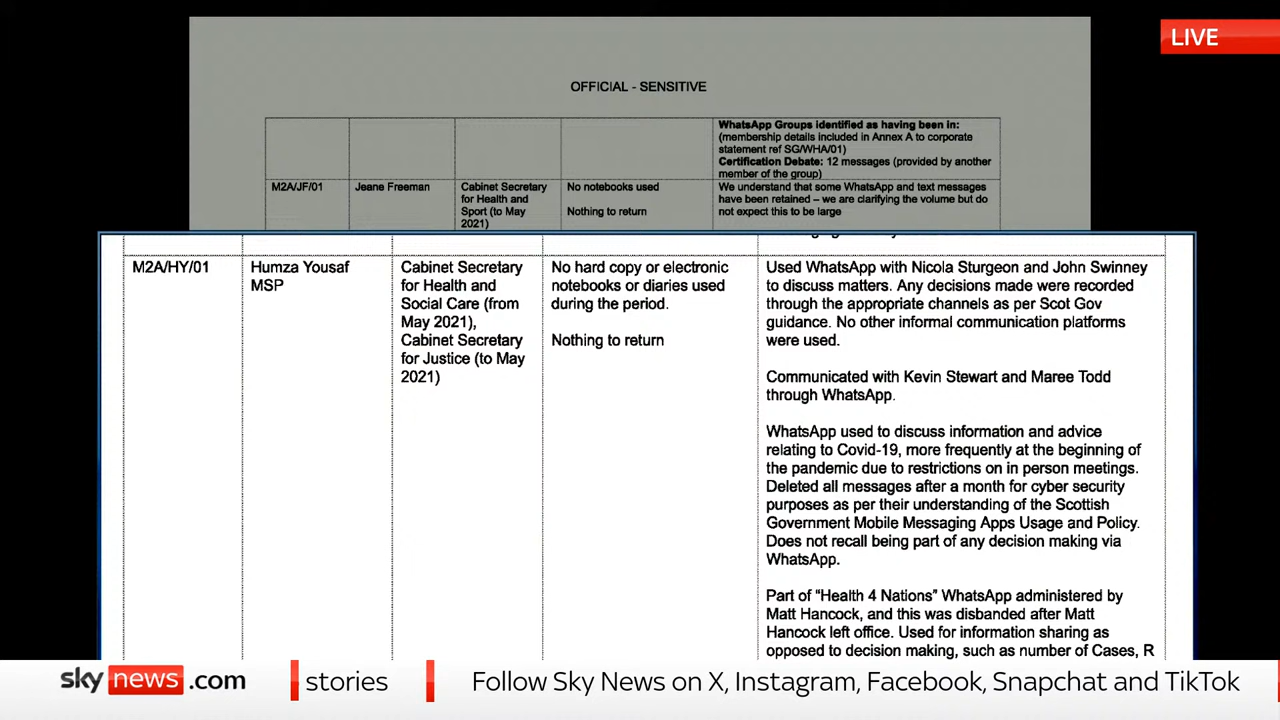 LIVE
OFFICIAL - SENSITIVE
WhatsApp Groups identified as having been in:
(membership details included in Annex A to corporate
statement ref SG/WHA/01)
Certification Debate: 12 messages (provided by another
member of the group)
M2A/JF/01
Jeane Freeman
Cabinet Secretary
for Health and
Sport (to May
2021)
No notebooks used
Nothing to return
We understand that some WhatsApp and text messages
have been retained – we are clarifying the volume but do
not expect this to be large
M2A/HY/01
Humza Yousaf
MSP
Cabinet Secretary
for Health and
Social Care (from
May 2021),
Cabinet Secretary
for Justice (to May
2021)
No hard copy or electronic
notebooks or diaries used
during the period.
Nothing to return
Used WhatsApp with Nicola Sturgeon and John Swinney
to discuss matters. Any decisions made were recorded
through the appropriate channels as per Scot Gov
guidance. No other informal communication platforms
were used.
Communicated with Kevin Stewart and Maree Todd
through WhatsApp.
WhatsApp used to discuss information and advice
relating to Covid-19, more frequently at the beginning of
the pandemic due to restrictions on in person meetings.
Deleted all messages after a month for cyber security
purposes as per their understanding of the Scottish
Government Mobile Messaging Apps Usage and Policy.
Does not recall being part of any decision making via
WhatsApp.
Part of “Health 4 Nations” WhatsApp administered by
Matt Hancock, and this was disbanded after Matt
Hancock left office. Used for information sharing as
opposed to decision making, such as number of Cases, R
sky news .com
stories
Follow Sky News on X, Instagram, Facebook, Snapchat and TikTok